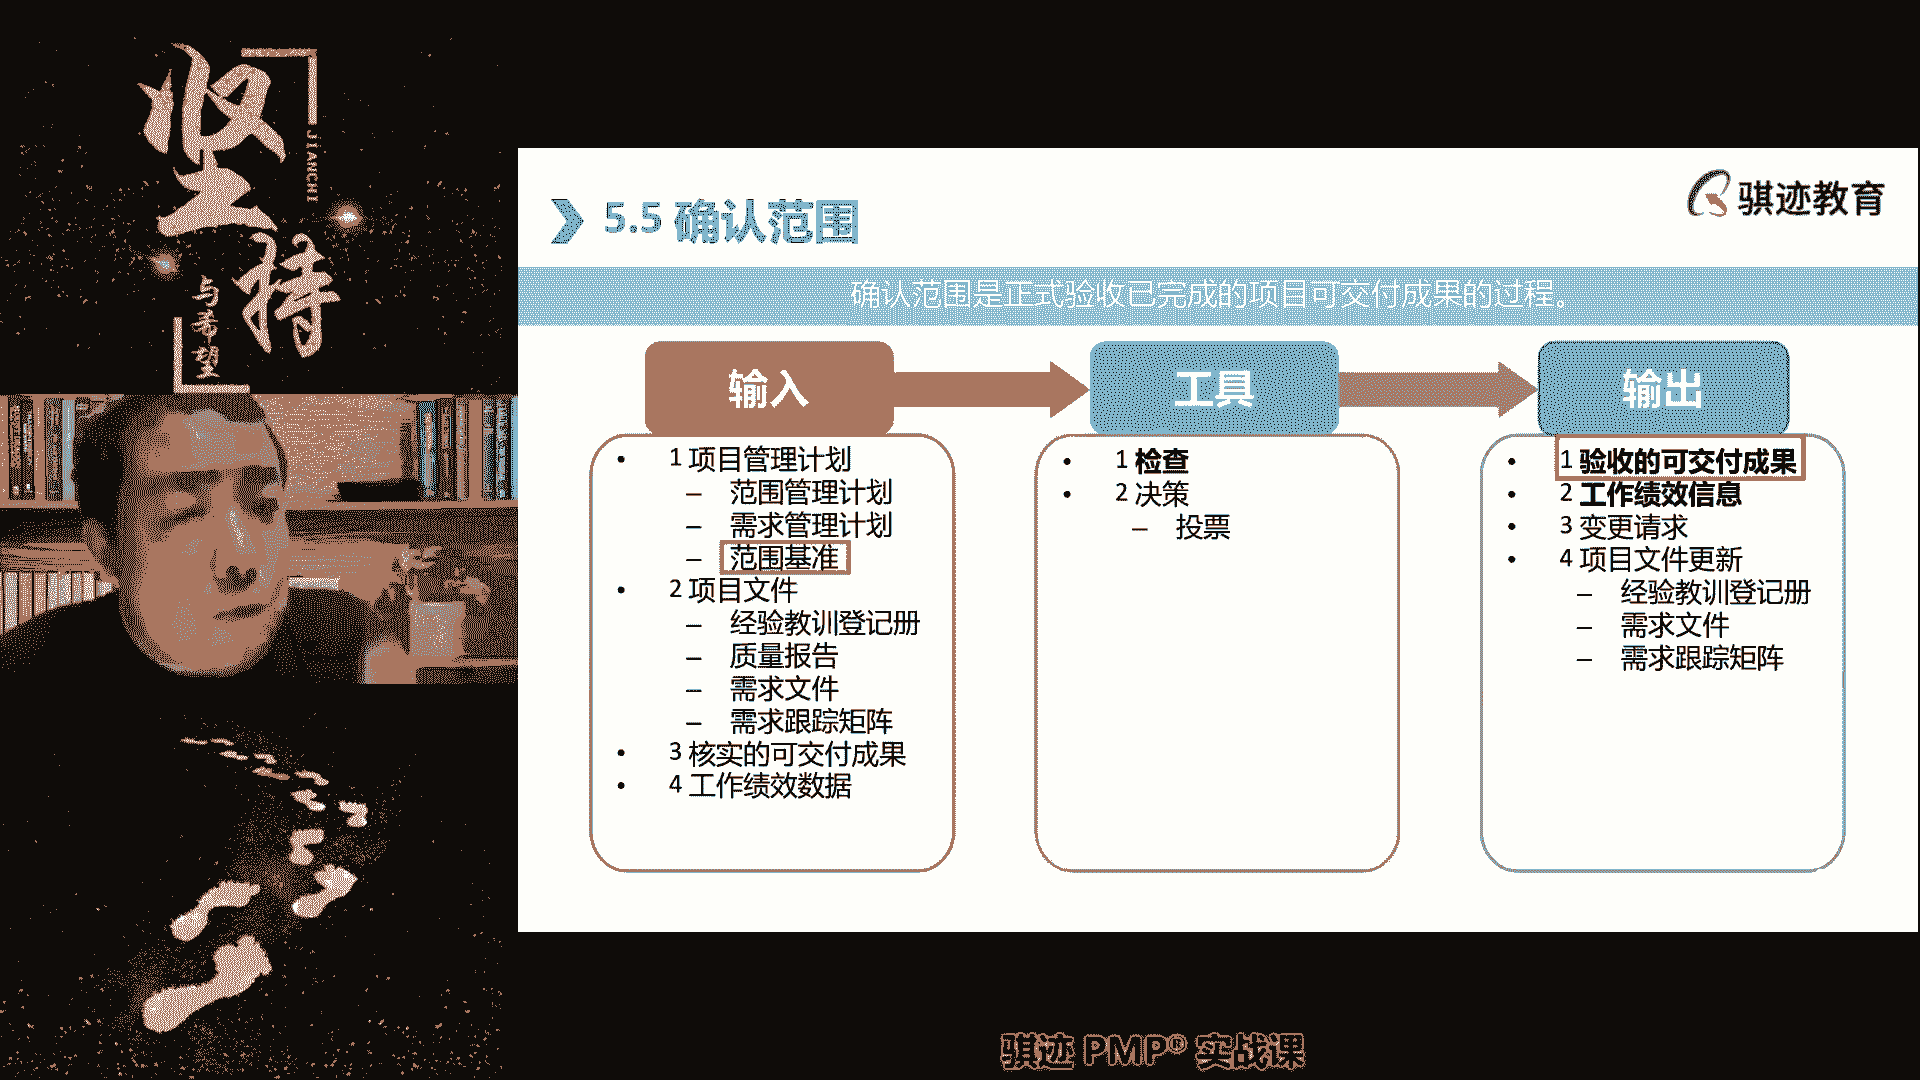 坚持
JIANCHI
与希望
骐迹教育
5.5 确认范围
确认范围是正式验收已完成的项目可交付成果的过程。
输入
• 1 项目管理计划
– 范围管理计划
– 需求管理计划
– 范围基准
• 2 项目文件
– 经验教训登记册
– 质量报告
– 需求文件
– 需求跟踪矩阵
• 3 核实的可交付成果
• 4 工作绩效数据
工具
• 1 检查
• 2 决策
– 投票
输出
• 1 验收的可交付成果
• 2 工作绩效信息
• 3 变更请求
• 4 项目文件更新
– 经验教训登记册
– 需求文件
– 需求跟踪矩阵
骐迹 PMP® 实战课